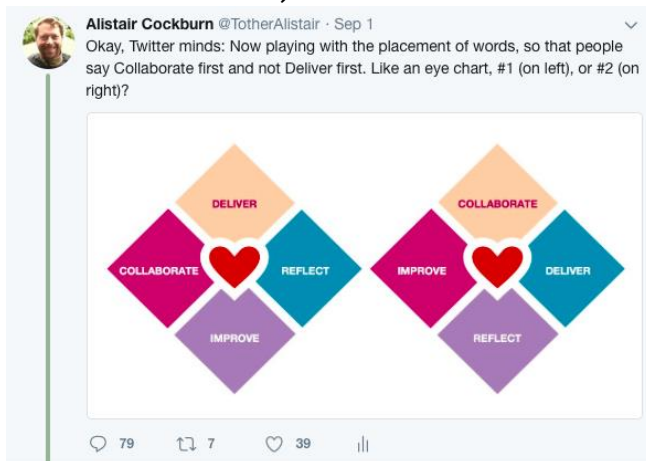 Alistair Cockburn @TotherAlistair · Sep 1
Okay, Twitter minds: Now playing with the placement of words, so that people
say Collaborate first and not Deliver first. Like an eye chart, #1 (on left), or #2 (on
right)?
DELIVER
COLLABORATE REFLECT
IMPROVE
COLLABORATE
IMPROVE DELIVER
REFLECT
79 7 39